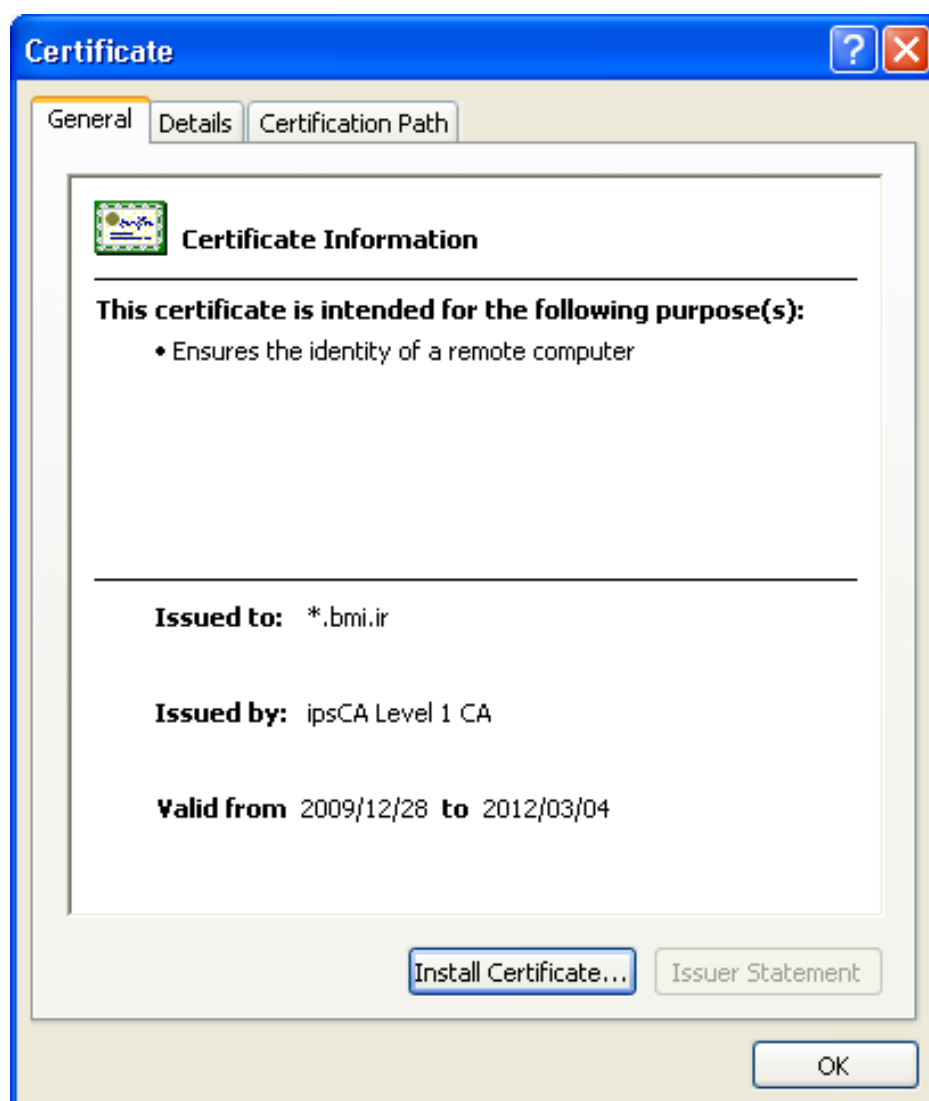 Certificate
General Details Certification Path
Certificate Information
This certificate is intended for the following purpose(s):
• Ensures the identity of a remote computer
Issued to: *.bmi.ir
Issued by: ipsCA Level 1 CA
Valid from 2009/12/28 to 2012/03/04
Install Certificate... Issuer Statement
OK